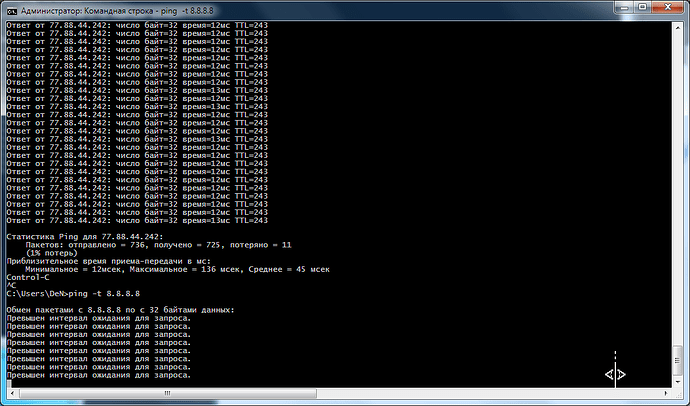 Администратор: Командная строка - ping -t 8.8.8.8
Ответ от 77.88.44.242: число байт=32 время=12мс TTL=243
Ответ от 77.88.44.242: число байт=32 время=12мс TTL=243
Ответ от 77.88.44.242: число байт=32 время=12мс TTL=243
Ответ от 77.88.44.242: число байт=32 время=12мс TTL=243
Ответ от 77.88.44.242: число байт=32 время=13мс TTL=243
Ответ от 77.88.44.242: число байт=32 время=12мс TTL=243
Ответ от 77.88.44.242: число байт=32 время=12мс TTL=243
Ответ от 77.88.44.242: число байт=32 время=12мс TTL=243
Ответ от 77.88.44.242: число байт=32 время=13мс TTL=243
Ответ от 77.88.44.242: число байт=32 время=12мс TTL=243
Ответ от 77.88.44.242: число байт=32 время=13мс TTL=243
Ответ от 77.88.44.242: число байт=32 время=12мс TTL=243
Ответ от 77.88.44.242: число байт=32 время=12мс TTL=243
Ответ от 77.88.44.242: число байт=32 время=12мс TTL=243
Ответ от 77.88.44.242: число байт=32 время=13мс TTL=243
Ответ от 77.88.44.242: число байт=32 время=12мс TTL=243
Ответ от 77.88.44.242: число байт=32 время=12мс TTL=243
Ответ от 77.88.44.242: число байт=32 время=12мс TTL=243
Ответ от 77.88.44.242: число байт=32 время=12мс TTL=243
Ответ от 77.88.44.242: число байт=32 время=12мс TTL=243
Ответ от 77.88.44.242: число байт=32 время=12мс TTL=243
Ответ от 77.88.44.242: число байт=32 время=12мс TTL=243
Ответ от 77.88.44.242: число байт=32 время=12мс TTL=243
Ответ от 77.88.44.242: число байт=32 время=12мс TTL=243
Ответ от 77.88.44.242: число байт=32 время=13мс TTL=243
Статистика Ping для 77.88.44.242:
Пакетов: отправлено = 736, получено = 725, потеряно = 11
(1% потерь)
Приблизительное время приема-передачи в мс:
Минимальное = 12мсек, Максимальное = 136 мсек, Среднее = 45 мсек
Control-C
^C
C:\Users\DeN>ping -t 8.8.8.8
Обмен пакетами с 8.8.8.8 по с 32 байтами данных:
Превышен интервал ожидания для запроса.
Превышен интервал ожидания для запроса.
Превышен интервал ожидания для запроса.
Превышен интервал ожидания для запроса.
Превышен интервал ожидания для запроса.
Превышен интервал ожидания для запроса.
Превышен интервал ожидания для запроса.
Превышен интервал ожидания для запроса.